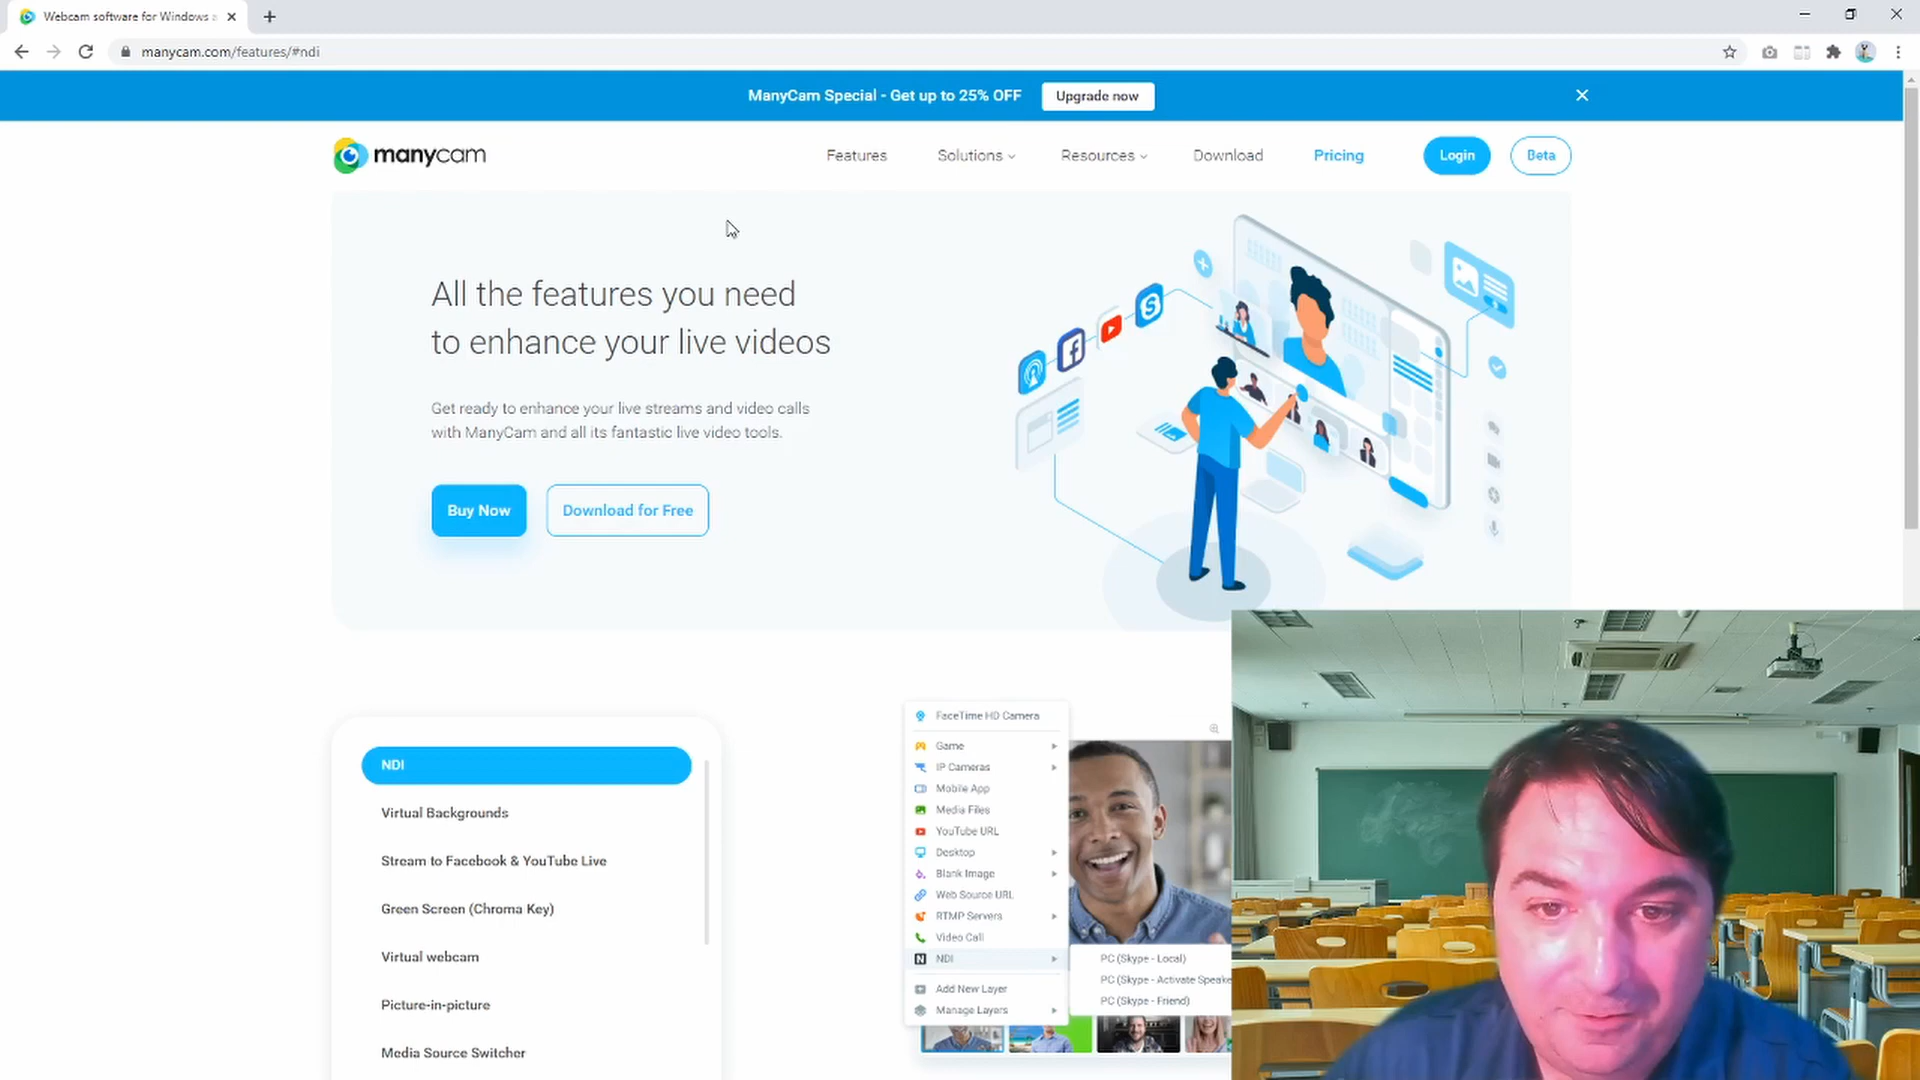 Webcam software for Windows a
manycam.com/features/#ndi
ManyCam Special - Get up to 25% OFF
Upgrade now
manycam
Features
Solutions
Resources
Download
Pricing
Login
Beta
All the features you need
to enhance your live videos
Get ready to enhance your live streams and video calls
with ManyCam and all its fantastic live video tools.
Buy Now
Download for Free
NDI
Virtual Backgrounds
Stream to Facebook & YouTube Live
Green Screen (Chroma Key)
Virtual webcam
Picture-in-picture
Media Source Switcher
FaceTime HD Camera
Game
IP Cameras
Mobile App
Media Files
YouTube URL
Desktop
Blank Image
Web Source URL
RTMP Servers
Video Call
NDI
Add New Layer
Manage Layers
PC (Skype - Local)
PC (Skype - Activate Speake
PC (Skype - Friend)